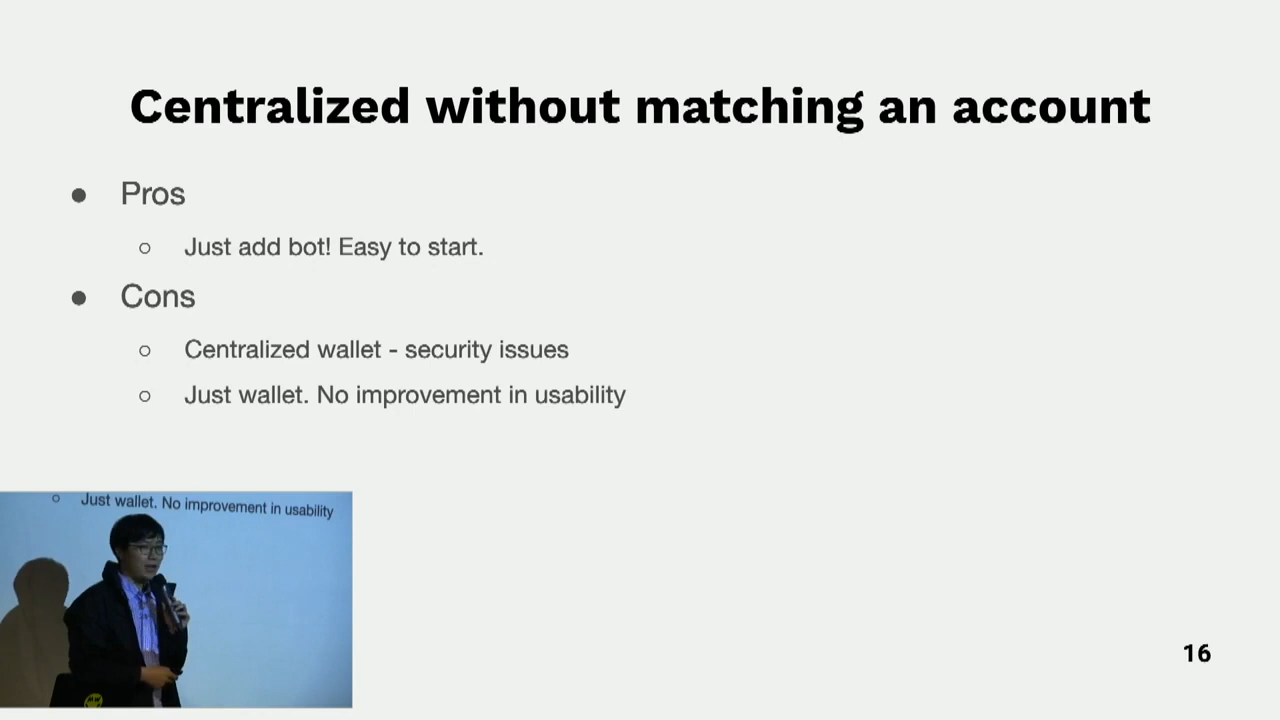 Centralized without matching an account
● Pros
○ Just add bot! Easy to start.
● Cons
○ Centralized wallet - security issues
○ Just wallet. No improvement in usability
○ Just wallet. No improvement in usability
16